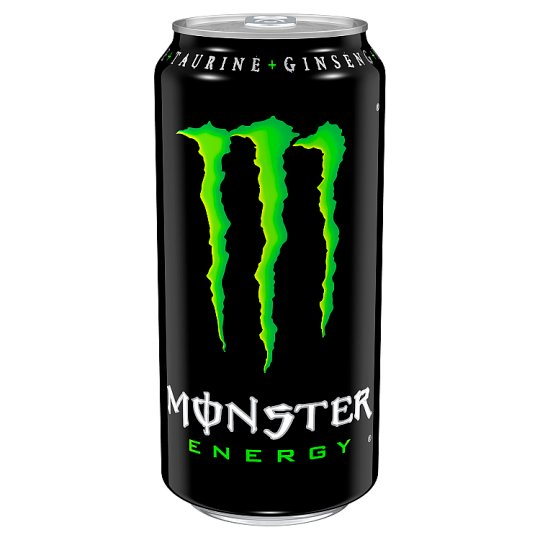 +TAURINE+GINSENG+
MONSTER
ENERGY
®
®